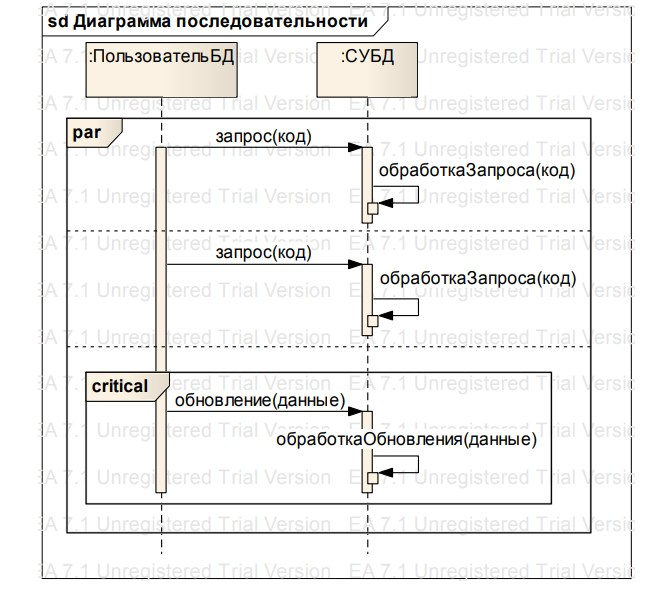 sd Диаграмма последовательности
:ПользовательБД
:СУБД
par
запрос(код)
обработкаЗапроса(код)
запрос(код)
обработкаЗапроса(код)
critical
обновление(данные)
обработкаОбновления(данные)
EA 7.1 Unregistered Trial Version